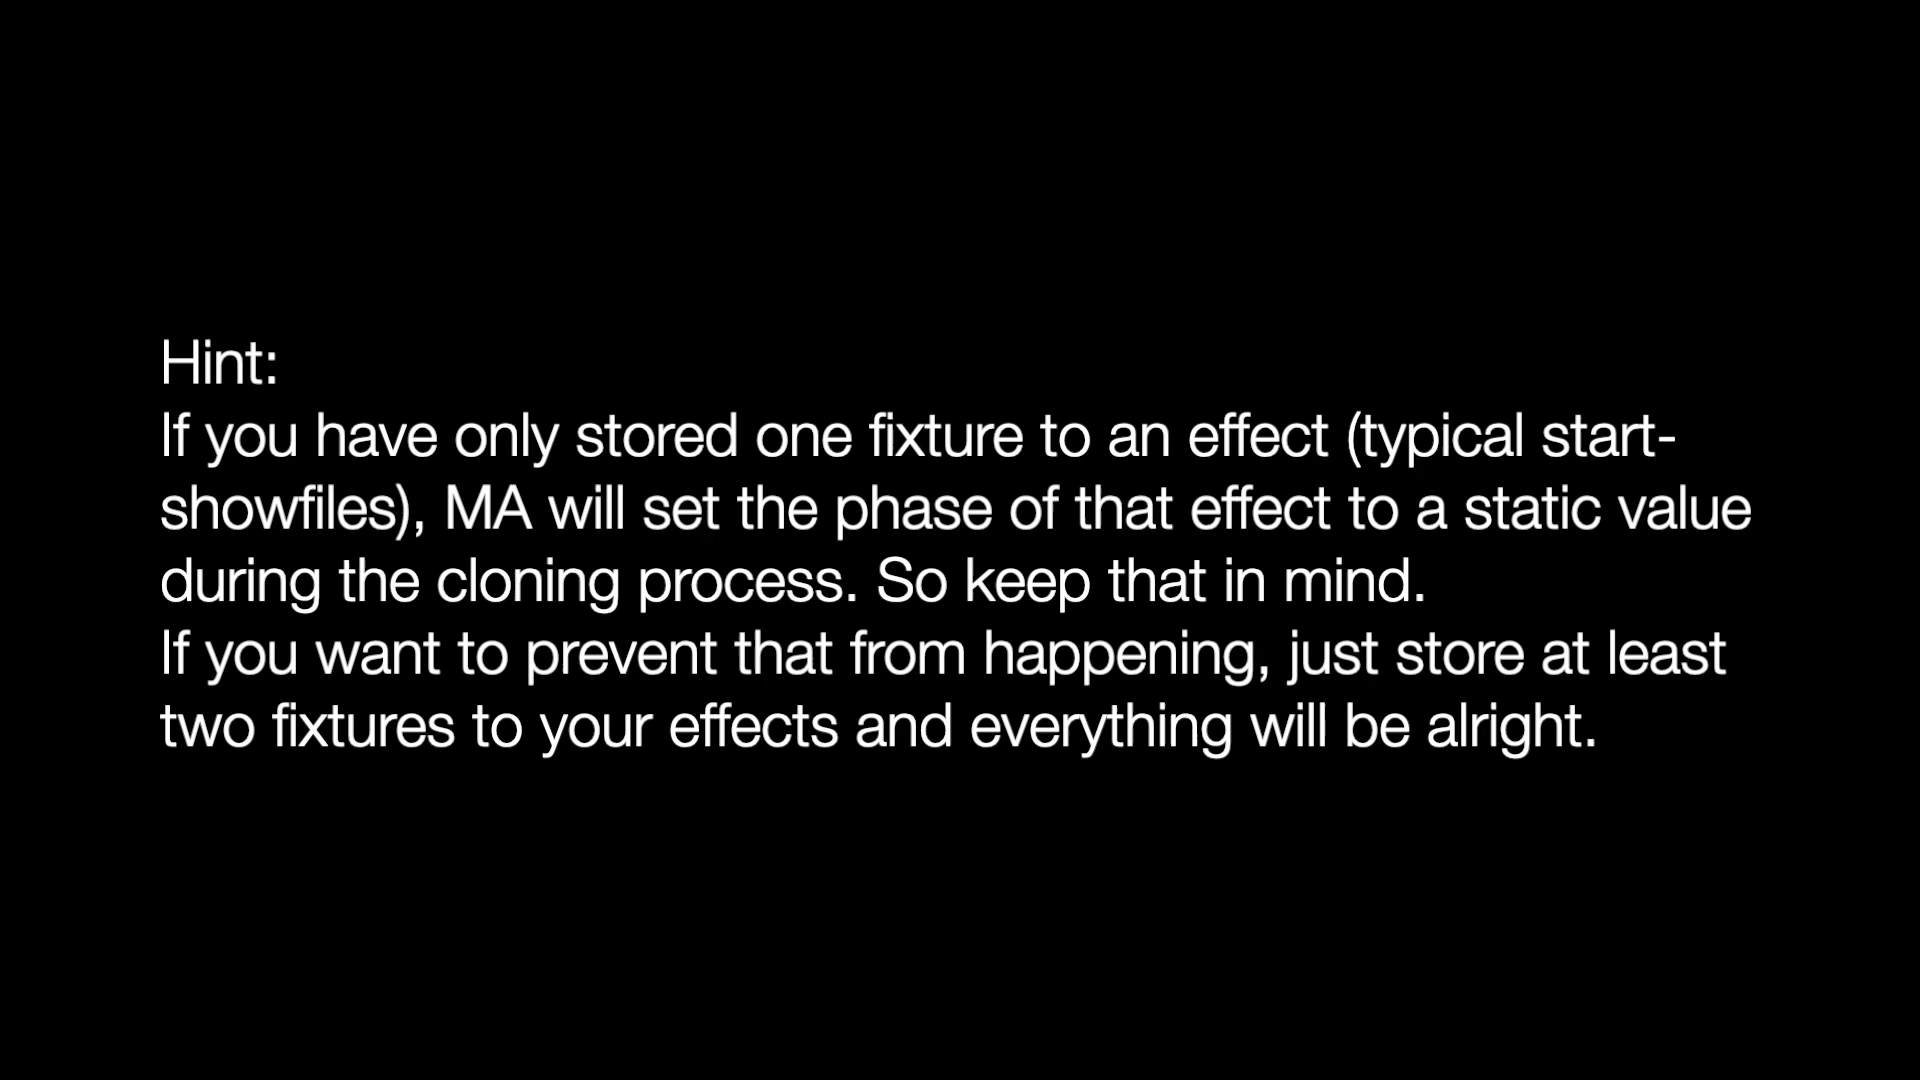 Hint:
If you have only stored one fixture to an effect (typical start-
showfiles), MA will set the phase of that effect to a static value
during the cloning process. So keep that in mind.
If you want to prevent that from happening, just store at least
two fixtures to your effects and everything will be alright.